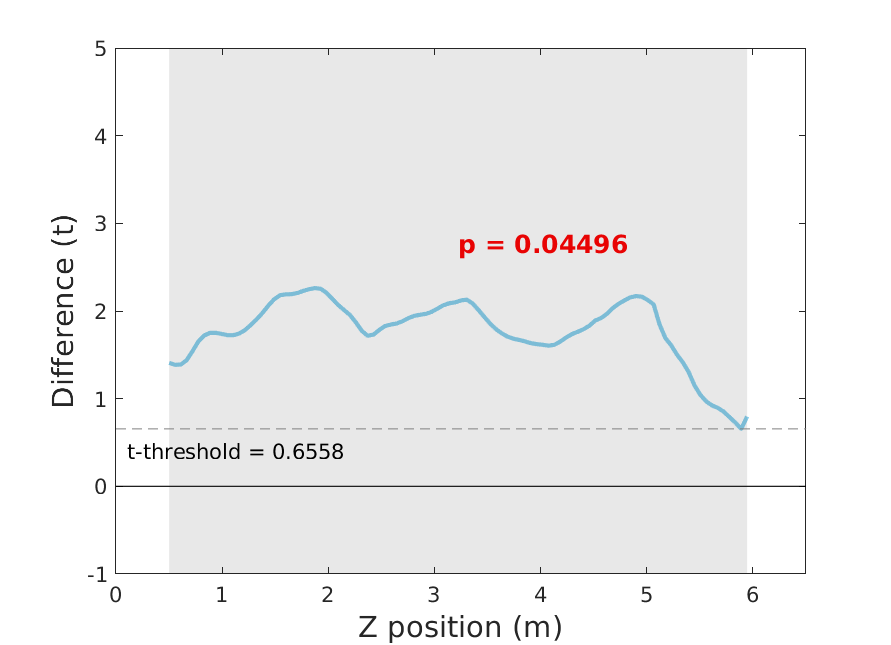 5
4
3
2
1
0
-1
Difference (t)
p = 0.04496
t-threshold = 0.6558
0 1 2 3 4 5 6
Z position (m)